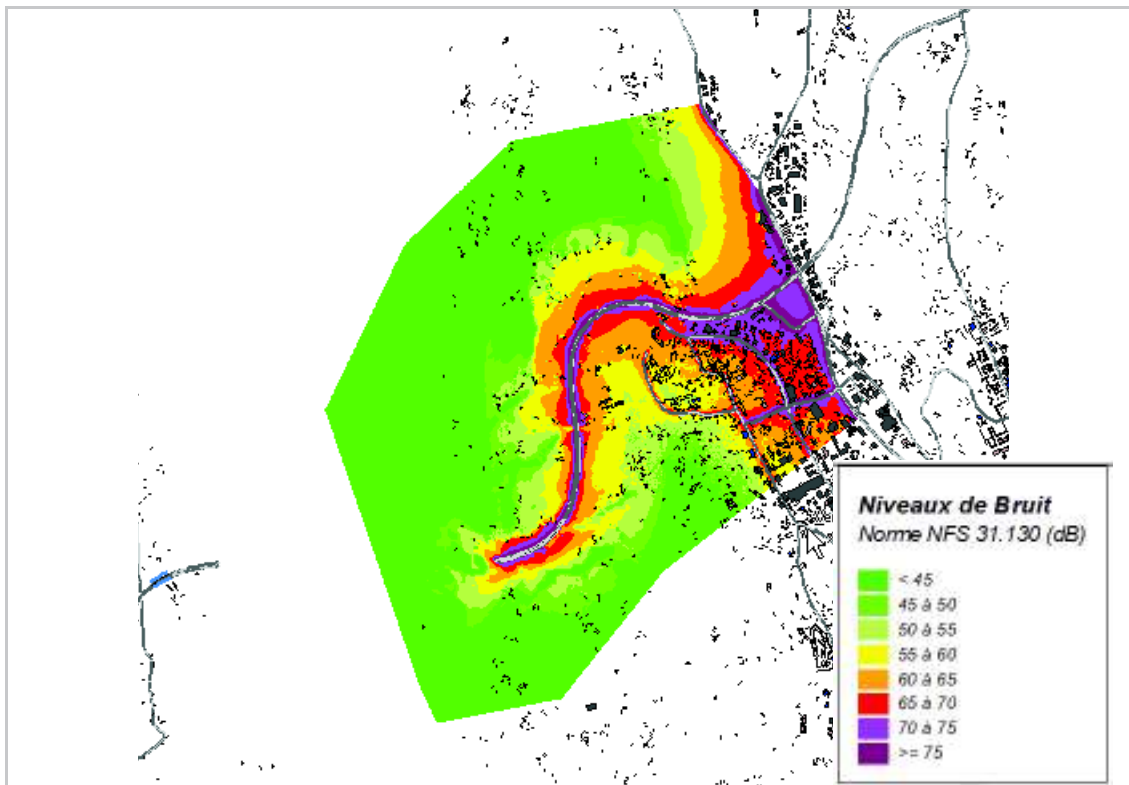 Niveaux de Bruit
Norme NFS 31.130 (dB)
< 45
45 à 50
50 à 55
55 à 60
60 à 65
65 à 70
70 à 75
>= 75